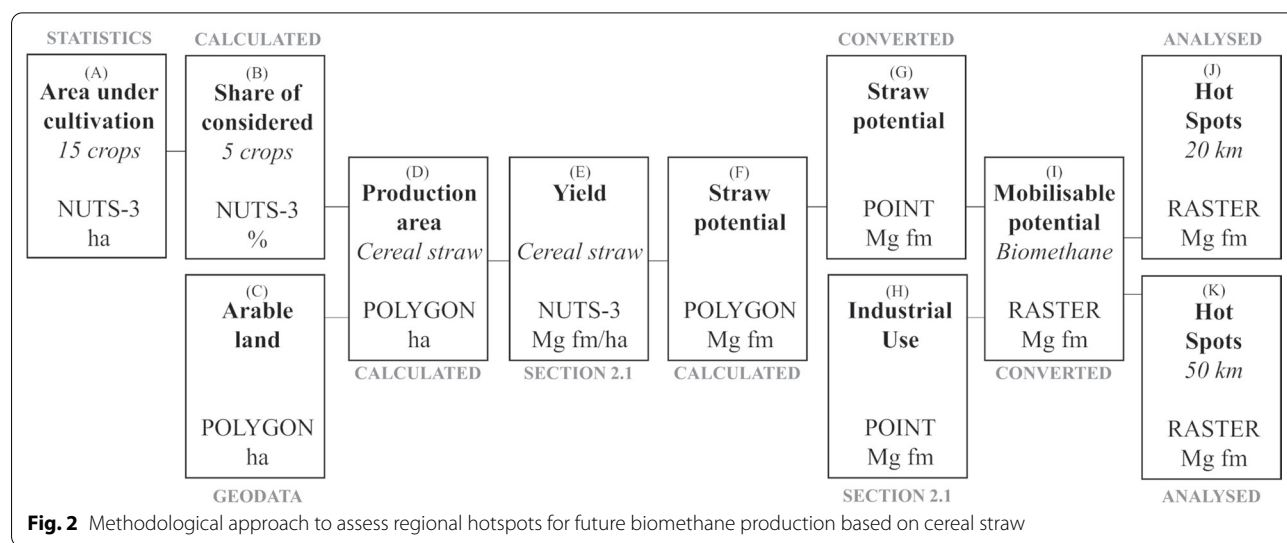 STATISTICS
(A)
Area under
cultivation
15 crops
NUTS-3
ha
CALCULATED
(B)
Share of
considered
5 crops
NUTS-3
%
(C)
Arable
land
POLYGON
ha
GEODATA
(D)
Production
area
Cereal straw
POLYGON
ha
CALCULATED
(E)
Yield
Cereal straw
NUTS-3
Mg fm/ha
SECTION 2.1
(F)
Straw
potential
POLYGON
Mg fm
CALCULATED
CONVERTED
(G)
Straw
potential
POINT
Mg fm
(H)
Industrial
Use
POINT
Mg fm
SECTION 2.1
(I)
Mobilisable
potential
Biomethane
RASTER
Mg fm
CONVERTED
ANALYSED
(J)
Hot
Spots
20 km
RASTER
Mg fm
(K)
Hot
Spots
50 km
RASTER
Mg fm
ANALYSED
Fig. 2 Methodological approach to assess regional hotspots for future biomethane production based on cereal straw